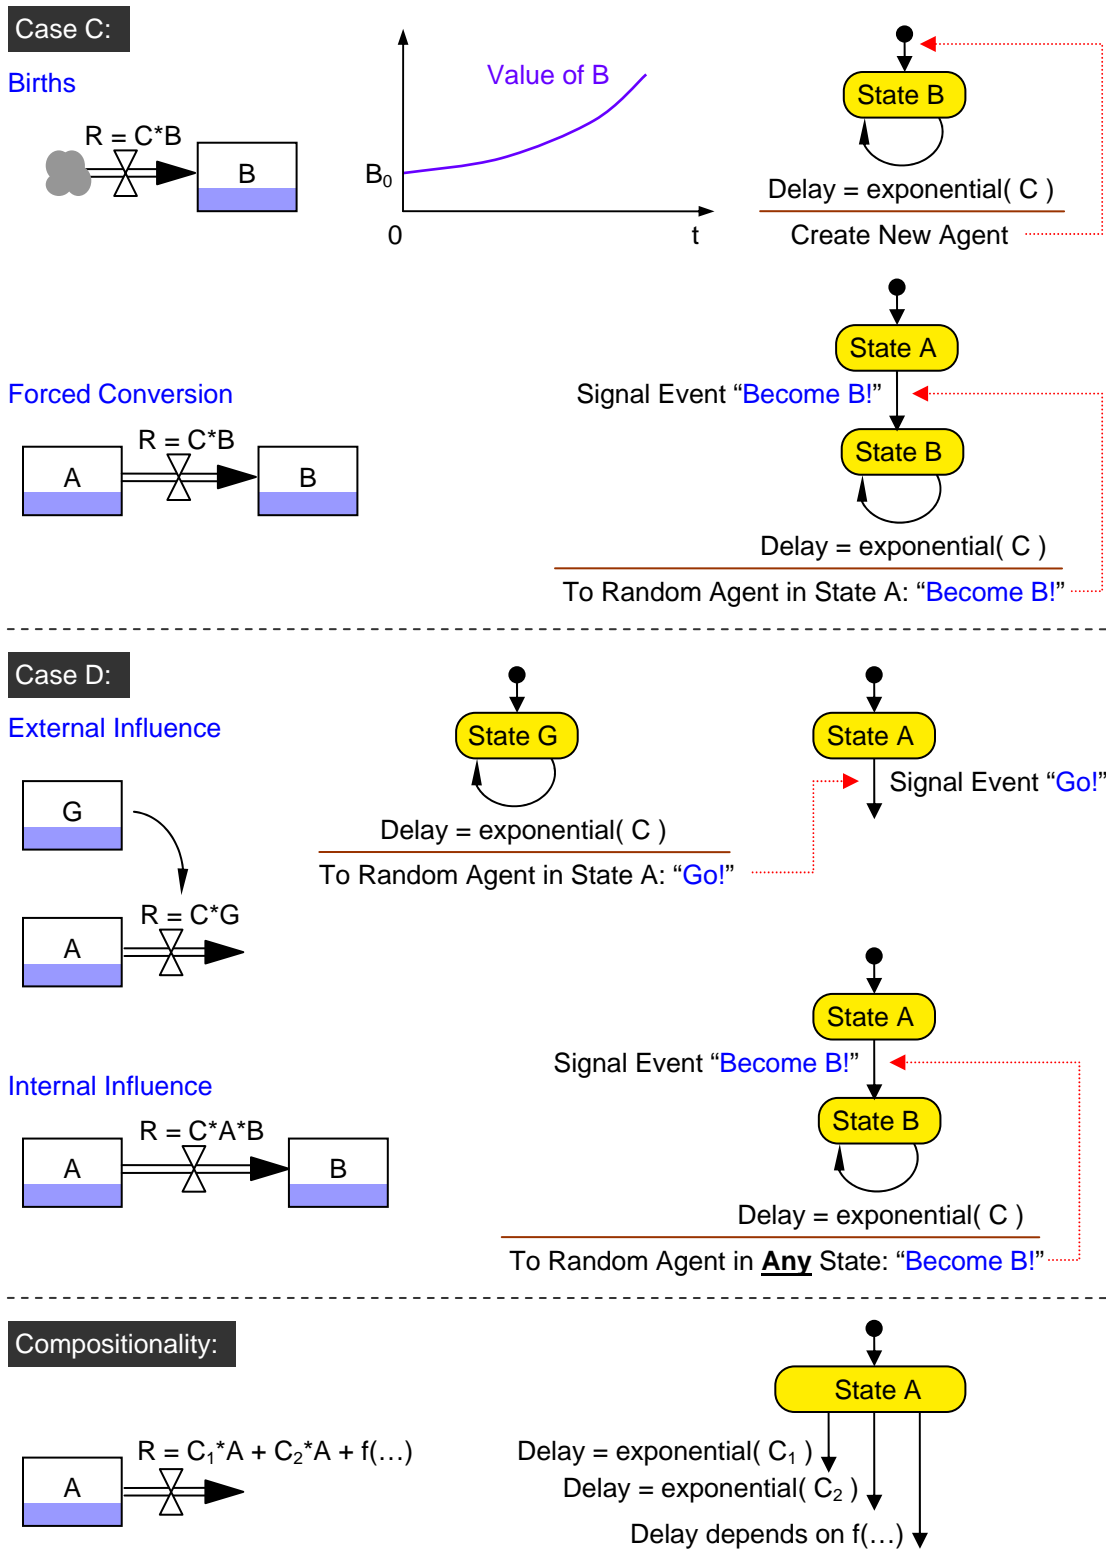 Case C:
Births
R = C*B
B
Value of B
B₀
0
t
State B
Delay = exponential( C )
Create New Agent
Forced Conversion
A
R = C*B
B
State A
Signal Event “Become B!”
State B
Delay = exponential( C )
To Random Agent in State A: “Become B!”
Case D:
External Influence
G
A
R = C*G
State G
Delay = exponential( C )
To Random Agent in State A: “Go!”
State A
Signal Event “Go!”
Internal Influence
A
R = C*A*B
B
State A
Signal Event “Become B!”
State B
Delay = exponential( C )
To Random Agent in Any State: “Become B!”
Compositionality:
A
R = C₁*A + C₂*A + f(…)
State A
Delay = exponential( C₁ )
Delay = exponential( C₂ )
Delay depends on f(…)